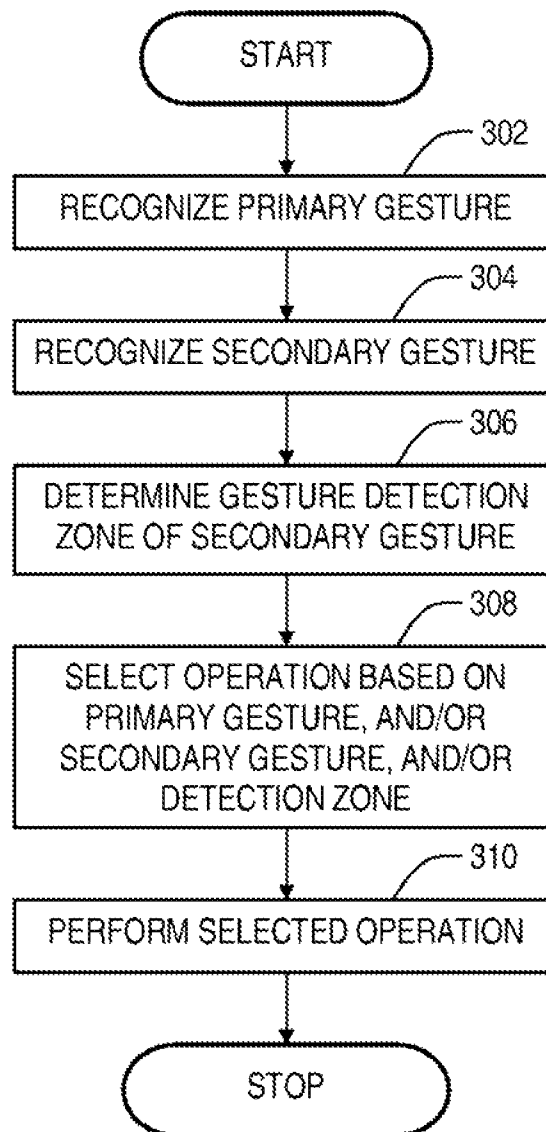 START
302
RECOGNIZE PRIMARY GESTURE
304
RECOGNIZE SECONDARY GESTURE
306
DETERMINE GESTURE DETECTION
ZONE OF SECONDARY GESTURE
308
SELECT OPERATION BASED ON
PRIMARY GESTURE, AND/OR
SECONDARY GESTURE, AND/OR
DETECTION ZONE
310
PERFORM SELECTED OPERATION
STOP